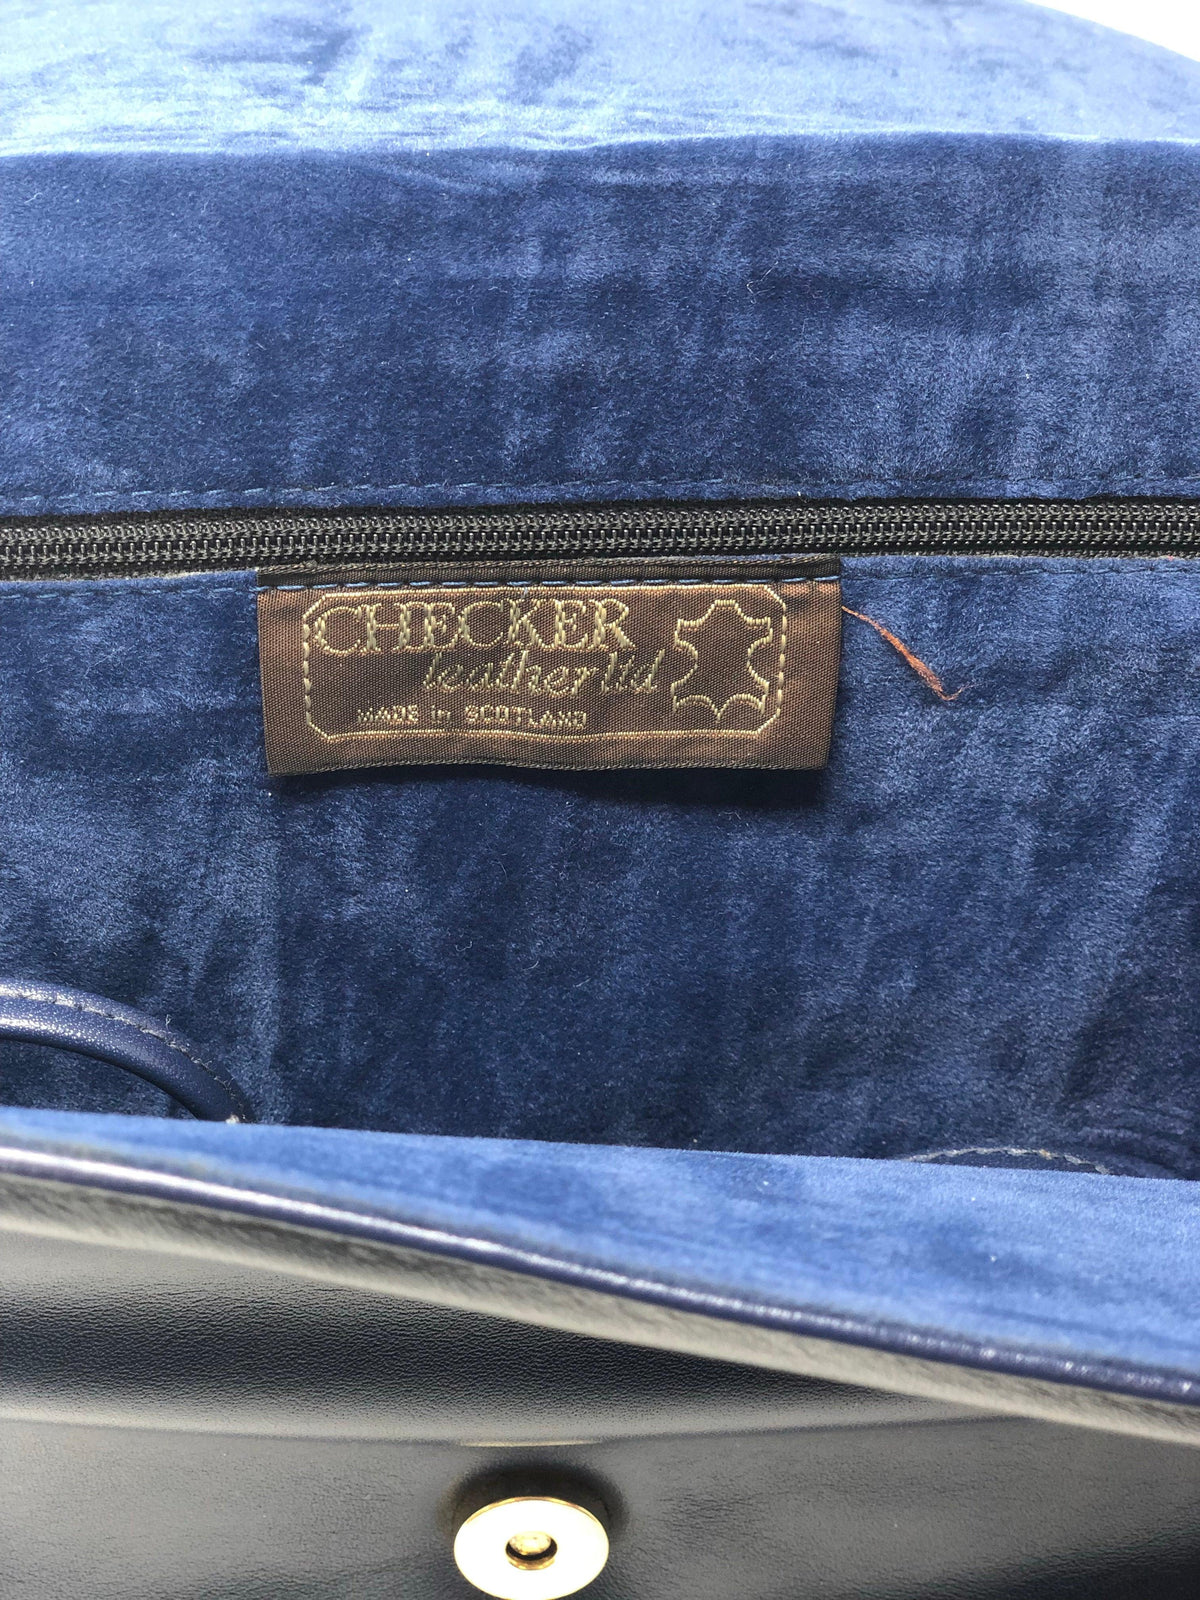 CHECKER
leather ltd
MADE in SCOTLAND